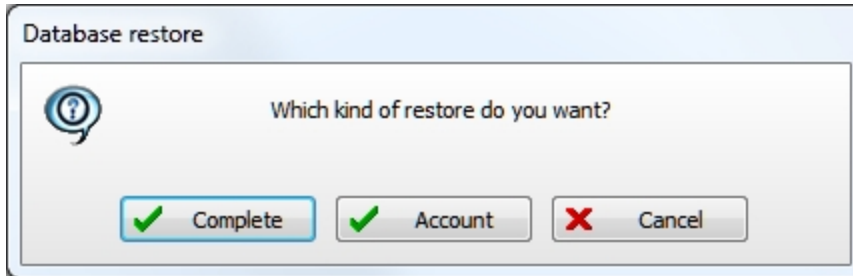 Database restore
Which kind of restore do you want?
Complete Account Cancel